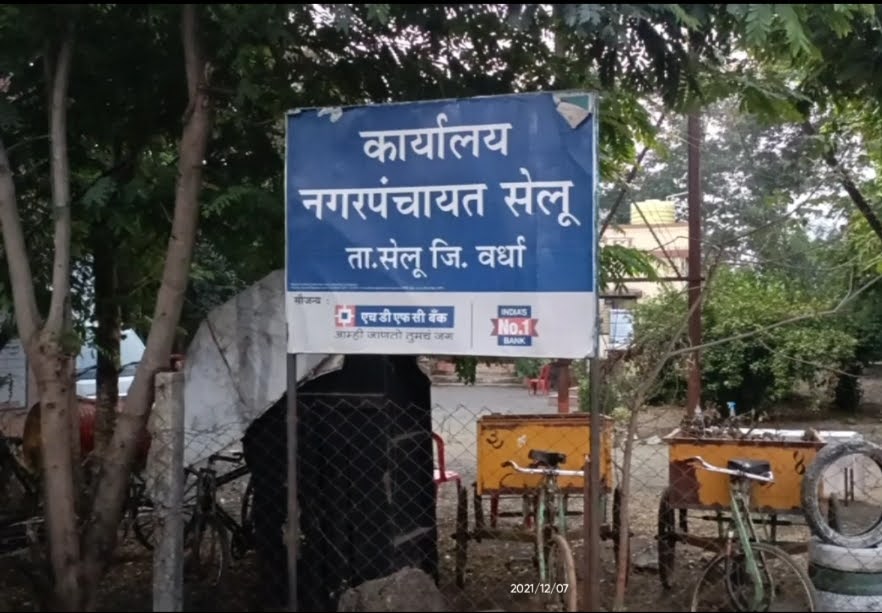 कार्यालय
नगरपंचायत सेलू
ता.सेलू जि. वर्धा
सौजन्य :
एच डी एफ सी बँक
आम्ही जाणतो तुमचं जग
INDIA'S
No.1
BANK
2021/12/07